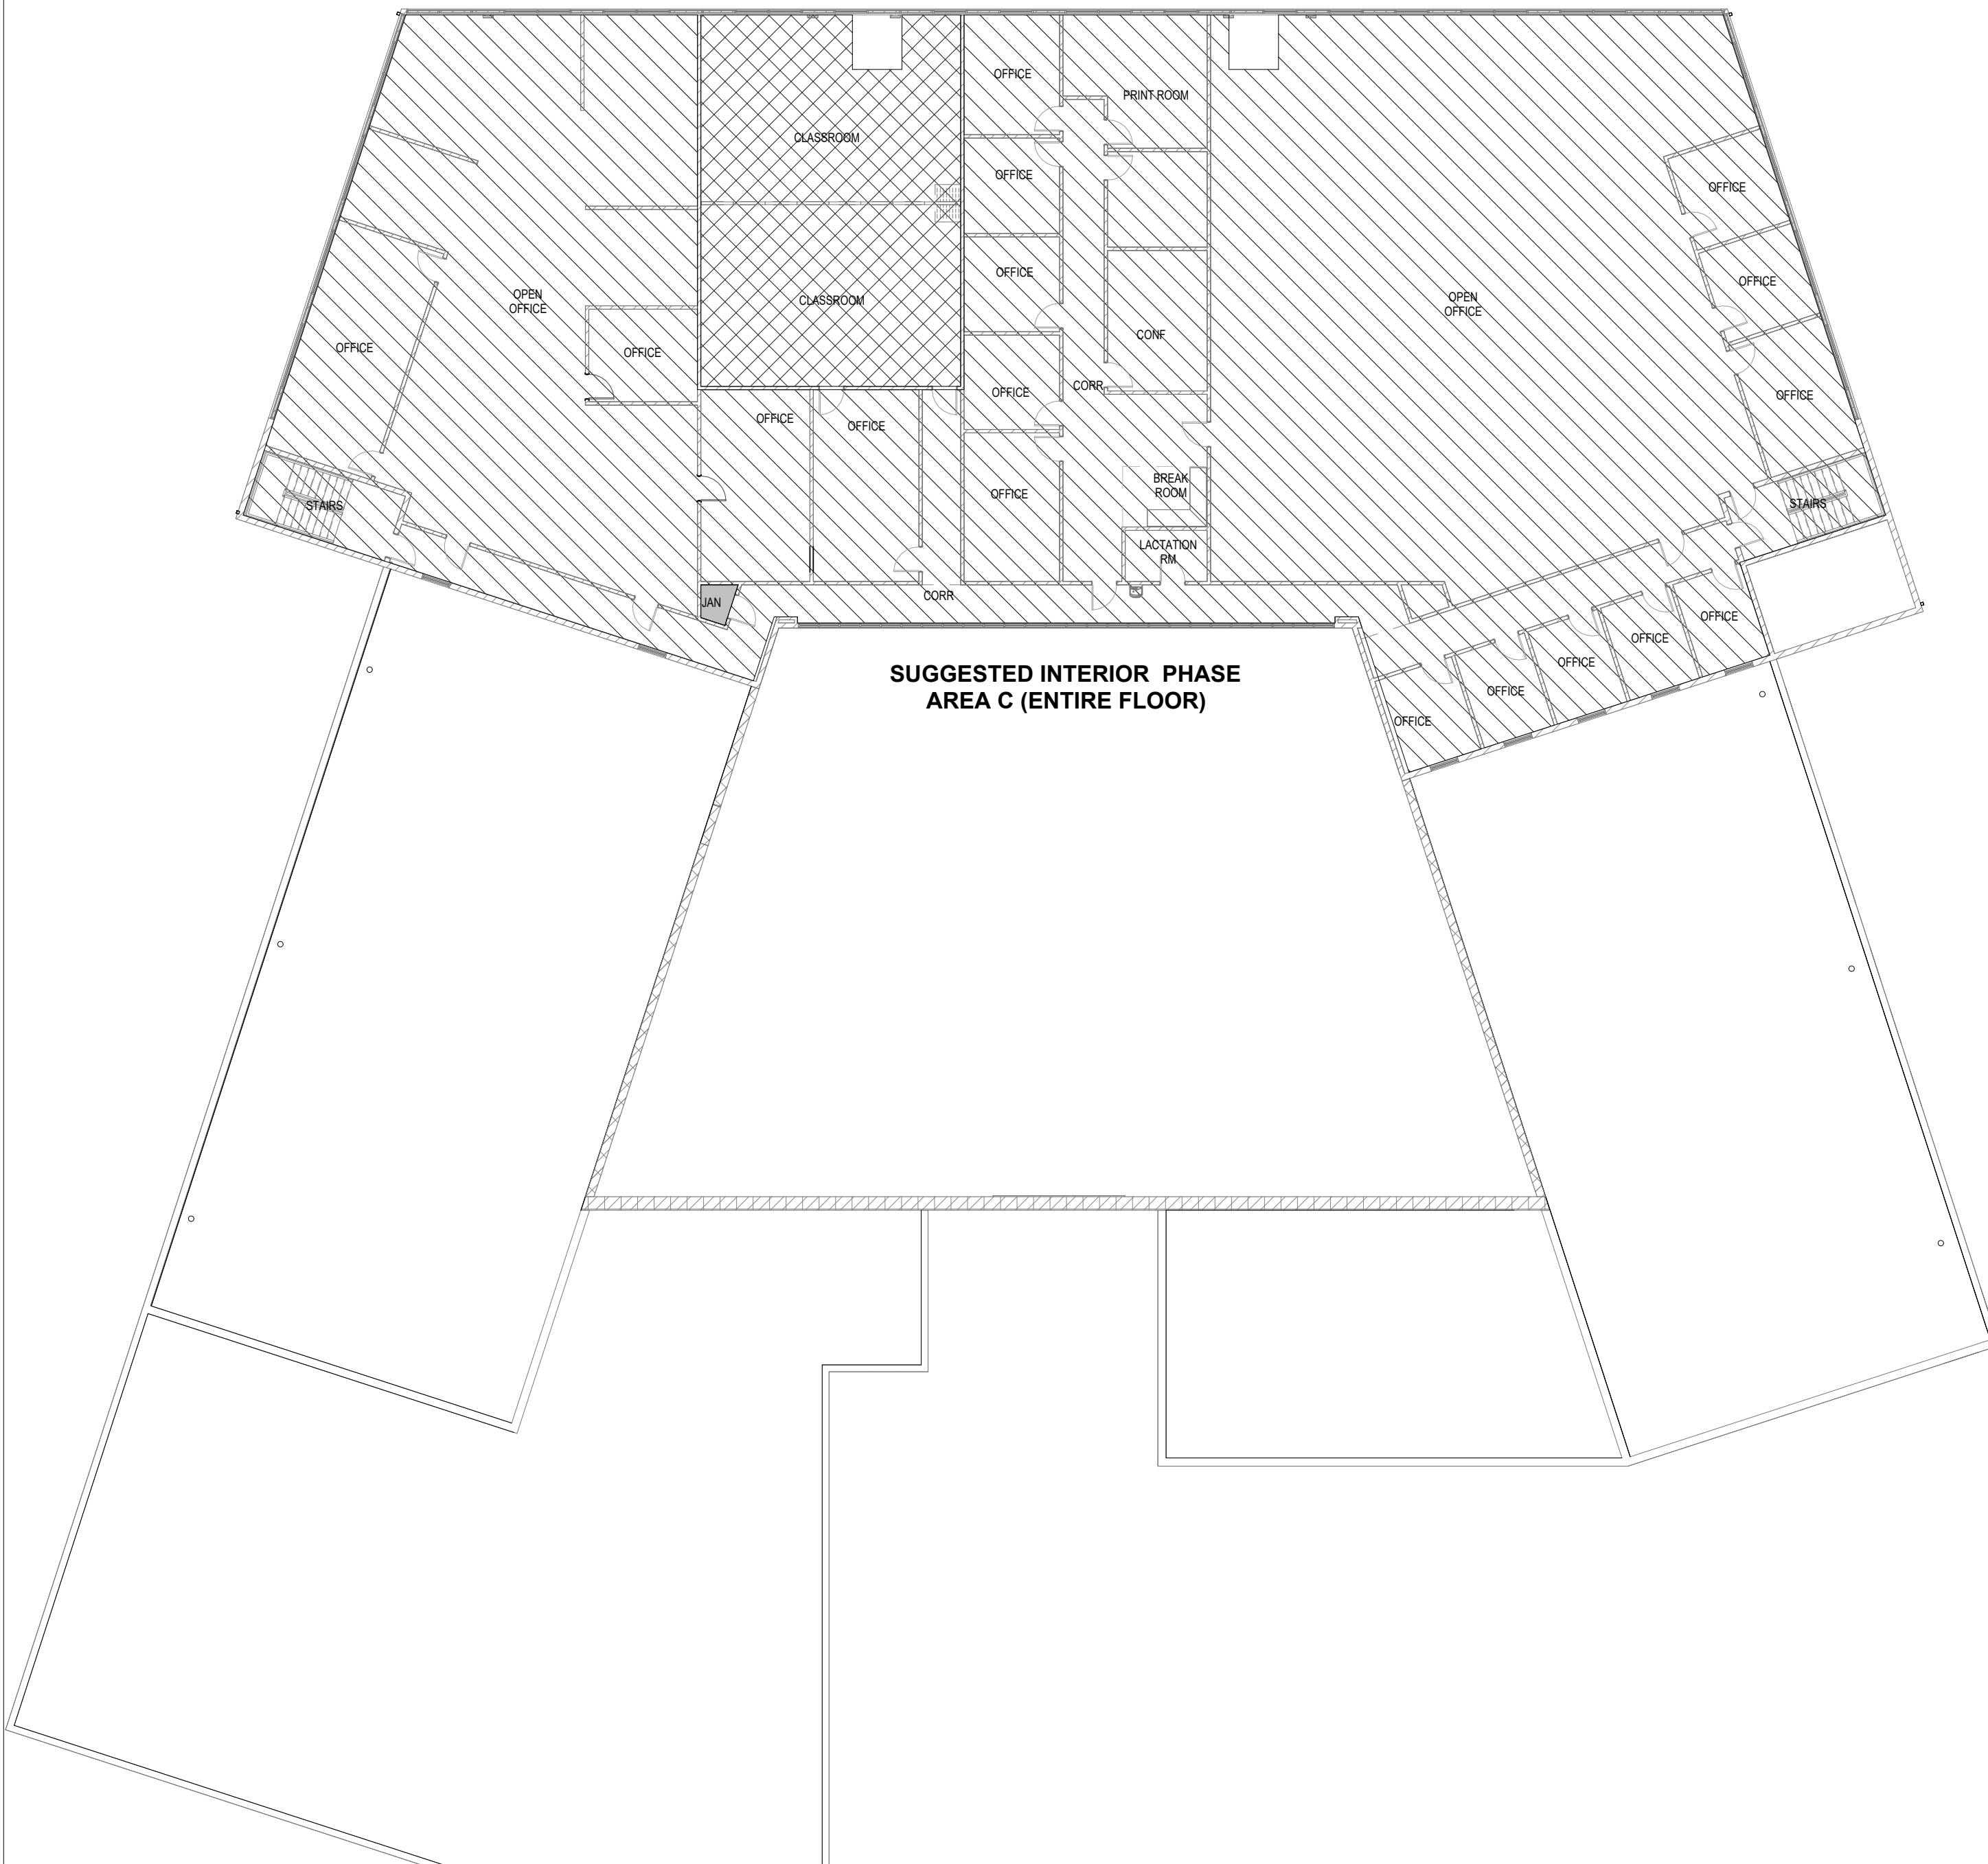 OFFICE
PRINT ROOM
CLASSROOM
OFFICE
OFFICE
OFFICE
OFFICE
OPEN
OFFICE
CLASSROOM
OPEN
OFFICE
CONF
OFFICE
OFFICE
CORR
OFFICE
OFFICE
OFFICE
OFFICE
BREAK
ROOM
OFFICE
STAIRS
STAIRS
LACTATION
RM
JAN
CORR
OFFICE
OFFICE
OFFICE
OFFICE
OFFICE
SUGGESTED INTERIOR PHASE
AREA C (ENTIRE FLOOR)